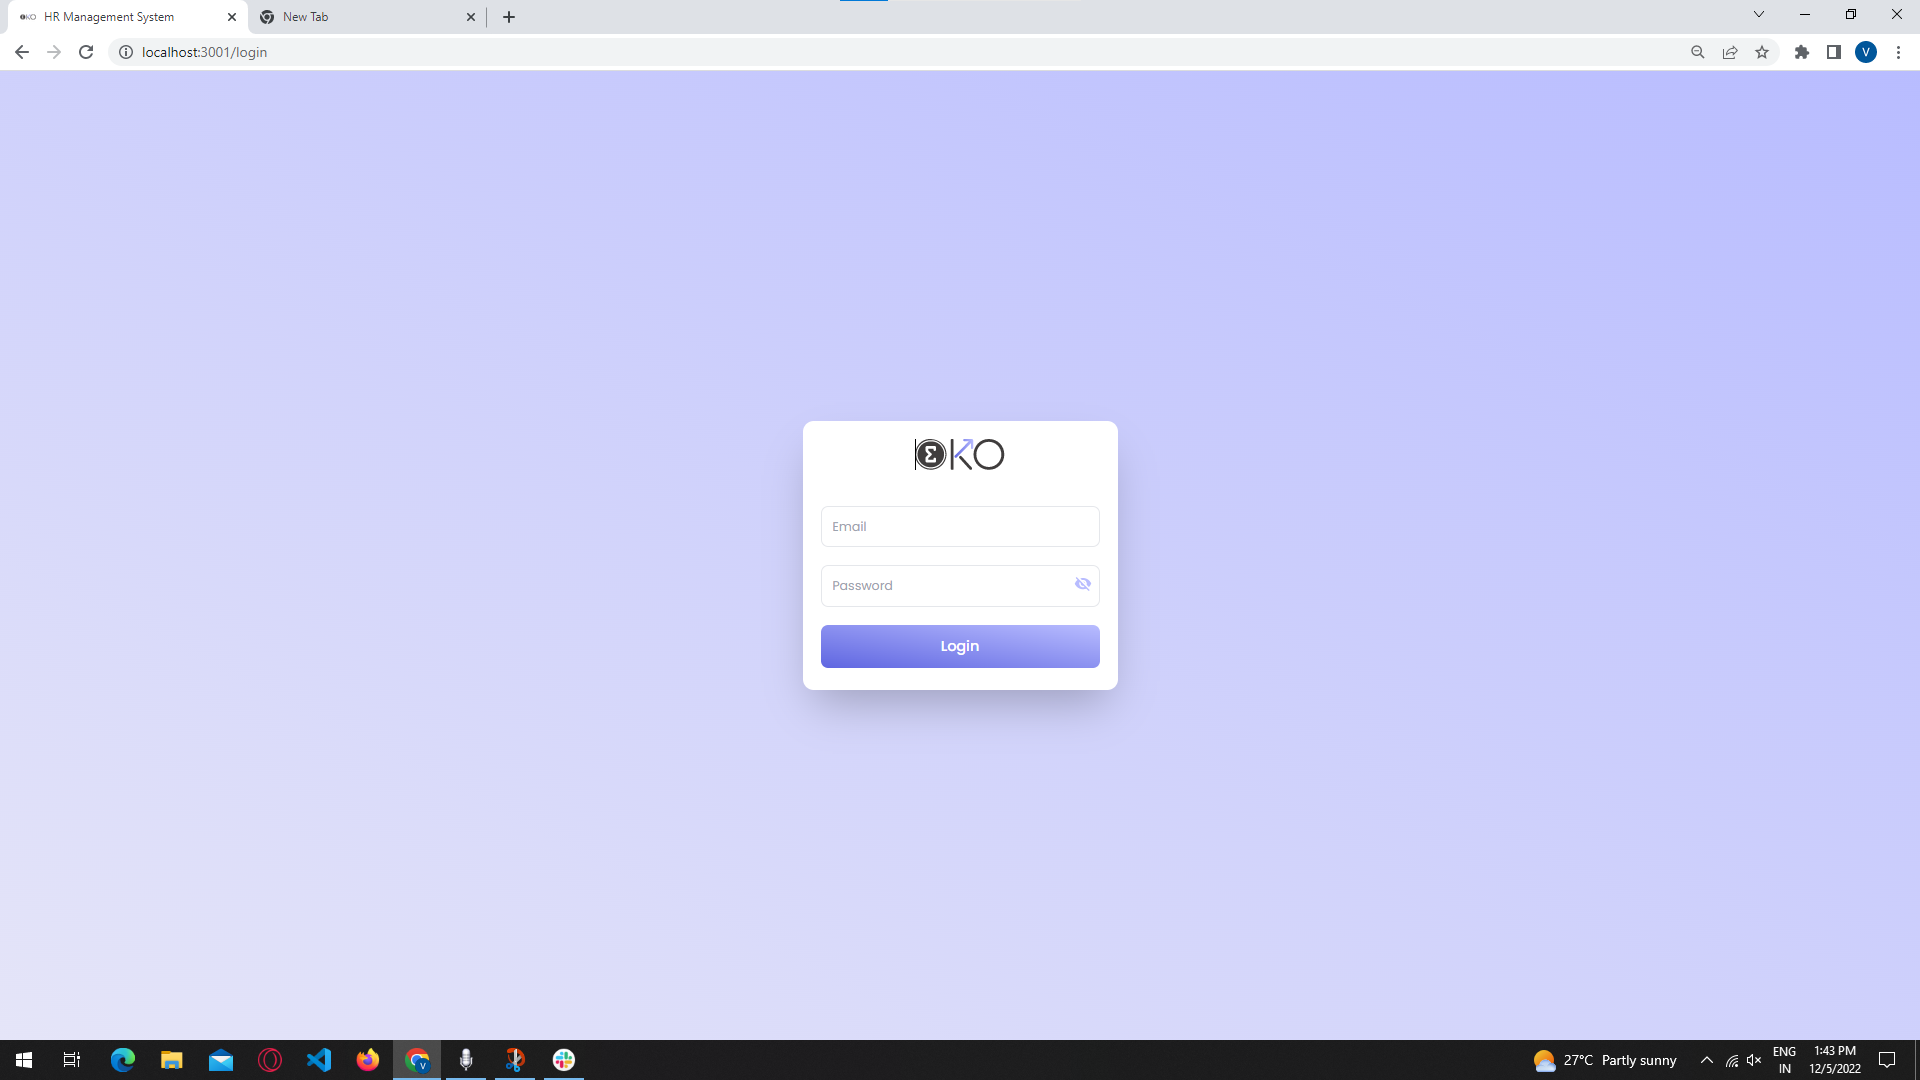 HR Management System
New Tab
localhost:3001/login
V
ΣKO
Email
Password
Login
27°C Partly sunny
ENG
IN
1:43 PM
12/5/2022